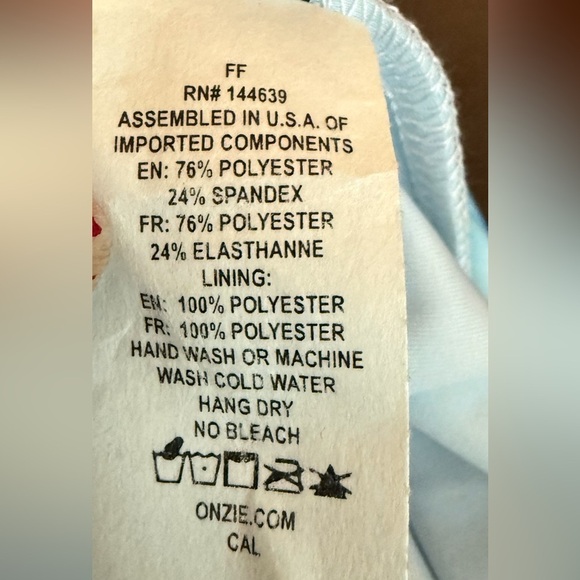 FF
RN# 144639
ASSEMBLED IN U.S.A. OF
IMPORTED COMPONENTS
EN: 76% POLYESTER
24% SPANDEX
FR: 76% POLYESTER
24% ELASTHANNE
LINING:
EN: 100% POLYESTER
FR: 100% POLYESTER
HAND WASH OR MACHINE
WASH COLD WATER
HANG DRY
NO BLEACH
ONZIE.COM
CAL